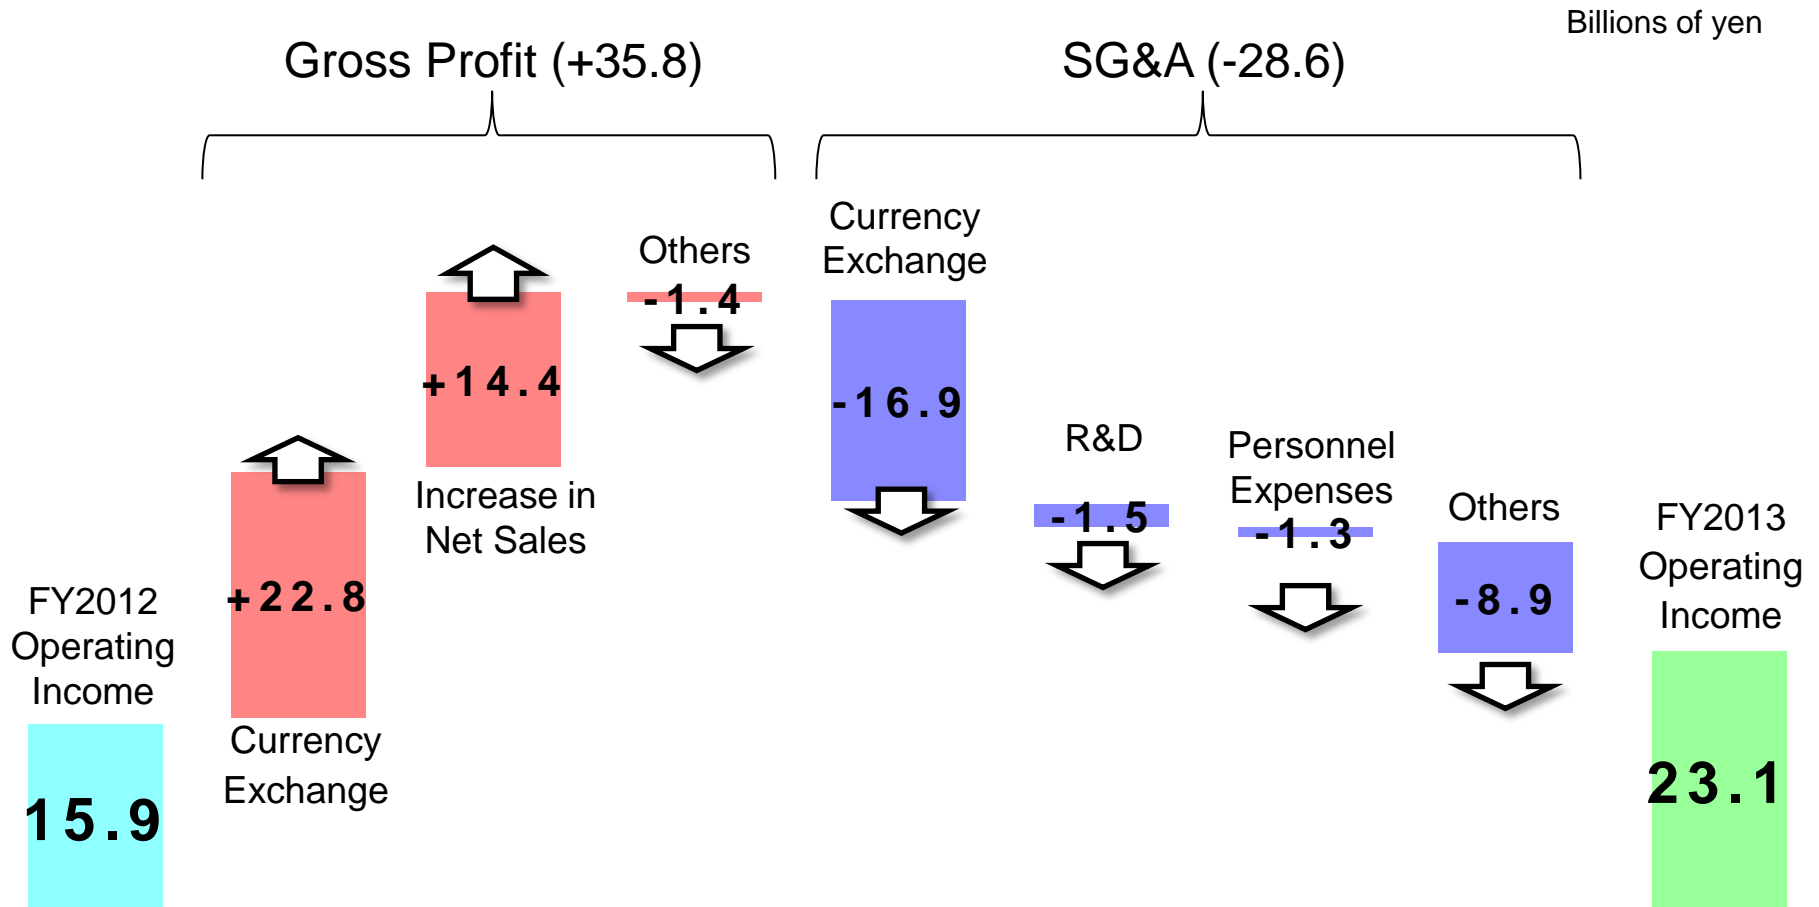 Billions of yen
Gross Profit (+35.8)
SG&A (-28.6)
FY2012
Operating
Income
15.9
+22.8
Currency
Exchange
+14.4
Increase in
Net Sales
Others
-1.4
Currency
Exchange
-16.9
R&D
-1.5
Personnel
Expenses
-1.3
Others
-8.9
FY2013
Operating
Income
23.1